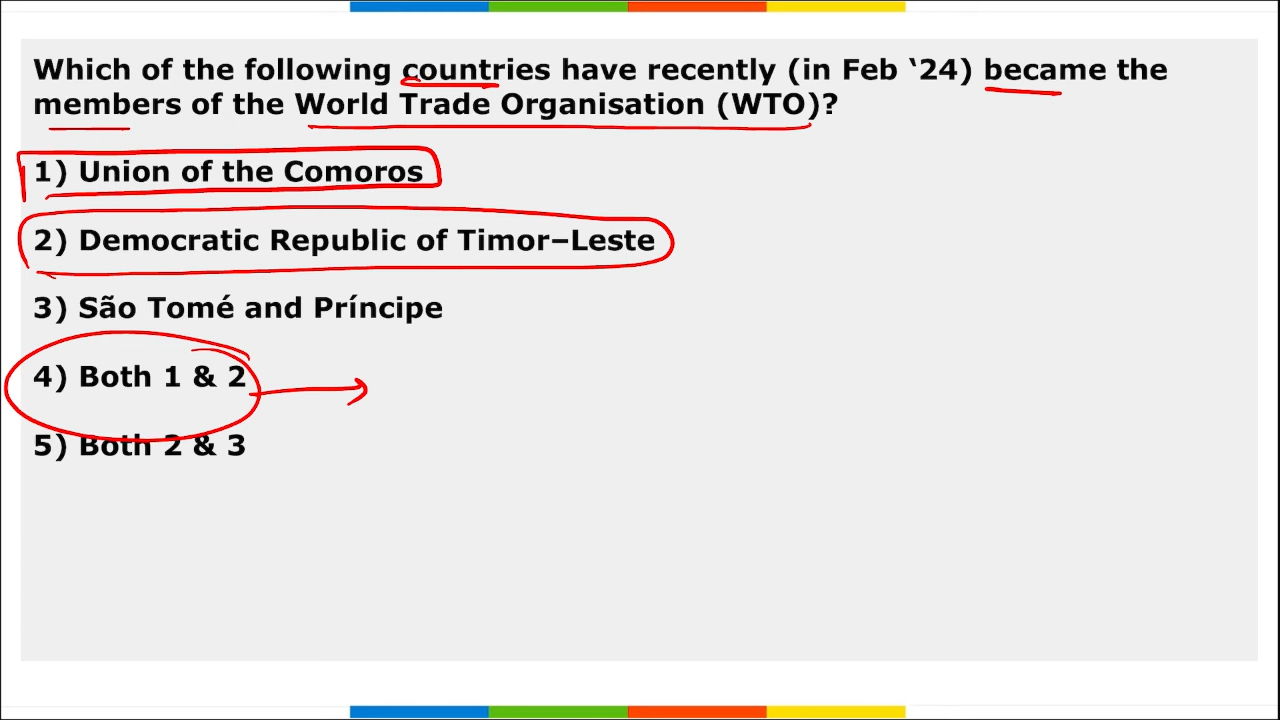 Which of the following countries have recently (in Feb ‘24) became the
members of the World Trade Organisation (WTO)?
1) Union of the Comoros
2) Democratic Republic of Timor–Leste
3) São Tomé and Príncipe
4) Both 1 & 2
5) Both 2 & 3